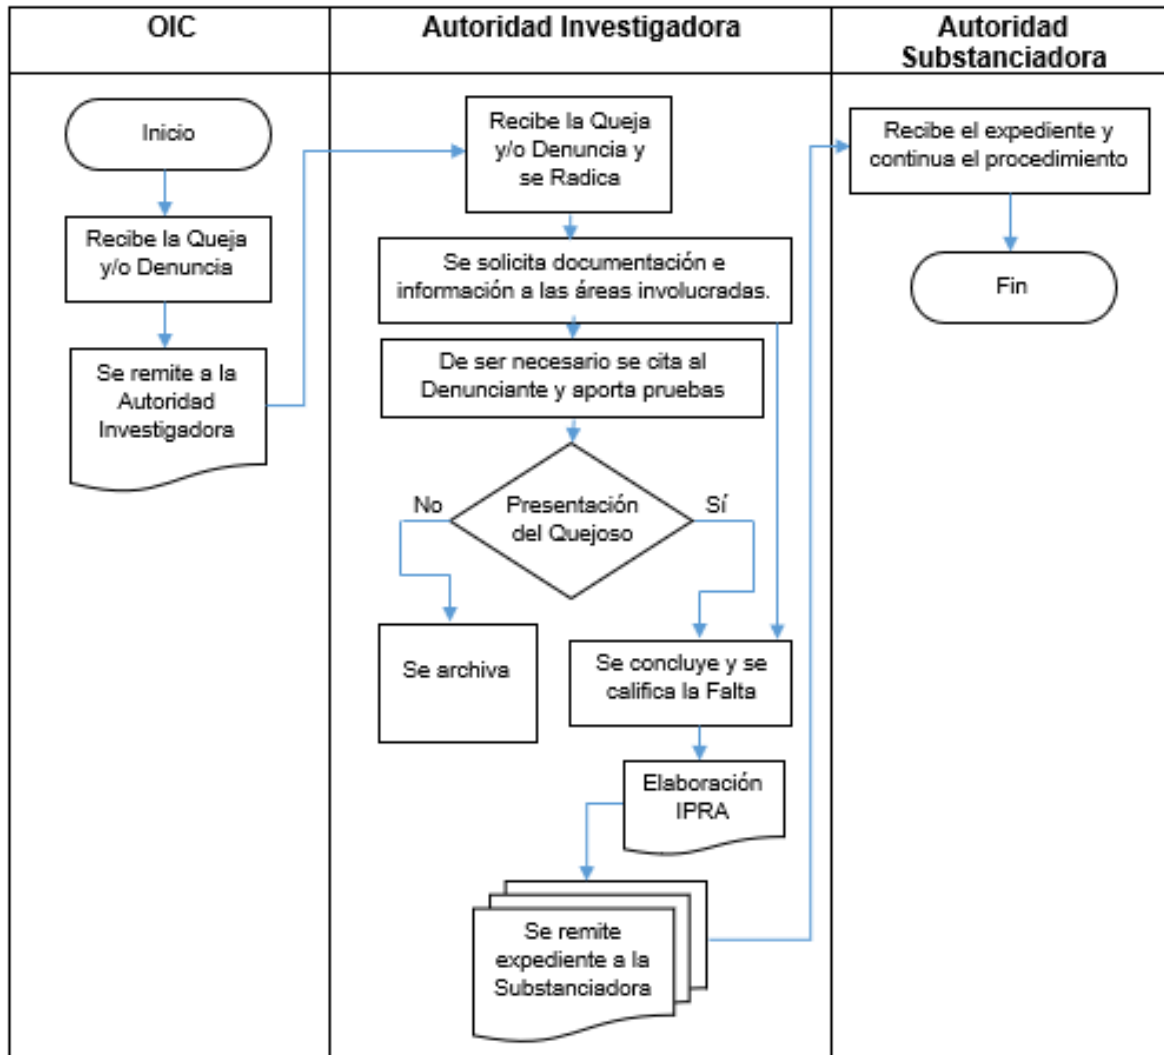 OIC
Autoridad Investigadora
Autoridad
Substanciadora
Inicio
Recibe la Queja
y/o Denuncia
Se remite a la
Autoridad
Investigadora
Recibe la Queja
y/o Denuncia y
se Radica
Se solicita documentación e
información a las áreas involucradas.
De ser necesario se cita al
Denunciante y aporta pruebas
Presentación
del Quejoso
No
Sí
Se archiva
Se concluye y se
califica la Falta
Elaboración
IPRA
Se remite
expediente a la
Substanciadora
Recibe el expediente y
continua el procedimiento
Fin